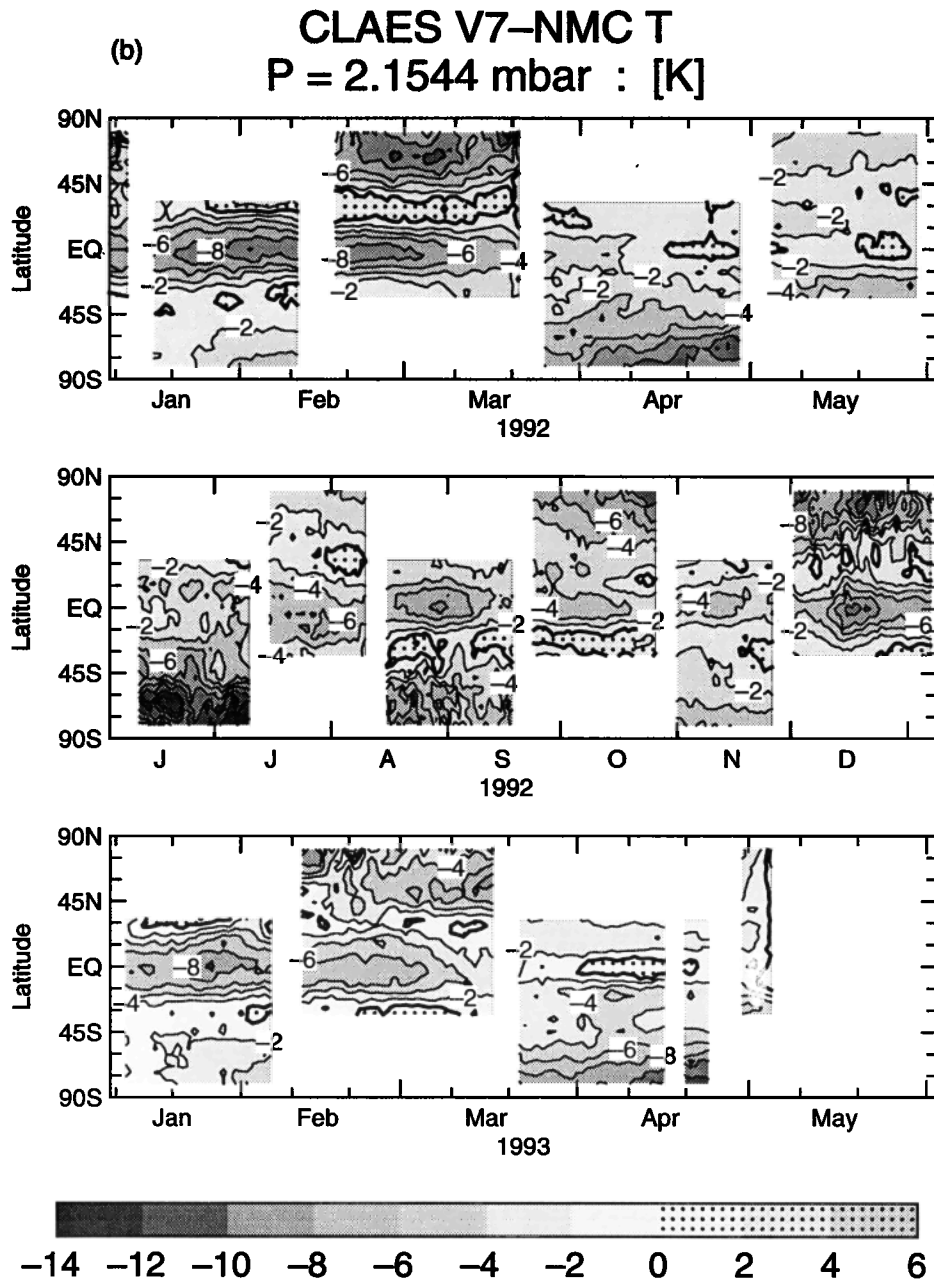 (b)
CLAES V7–NMC T
P = 2.1544 mbar : [K]
90N
45N
EQ
45S
90S
Latitude
–6
–8
–2
–2
–6
–8
–6
–4
–2
–2
–2
–4
–2
–2
–2
–4
Jan
Feb
Mar
Apr
May
1992
90N
45N
EQ
45S
90S
Latitude
–2
–4
–2
–6
–2
–4
–6
–4
–2
–4
–6
–4
–4
–2
–2
–4
–2
–8
–2
–6
J
J
A
S
O
N
D
1992
90N
45N
EQ
45S
90S
Latitude
–8
–4
–2
–4
–6
–2
–2
–4
–6
–8
Jan
Feb
Mar
Apr
May
1993
–14
–12
–10
–8
–6
–4
–2
0
2
4
6